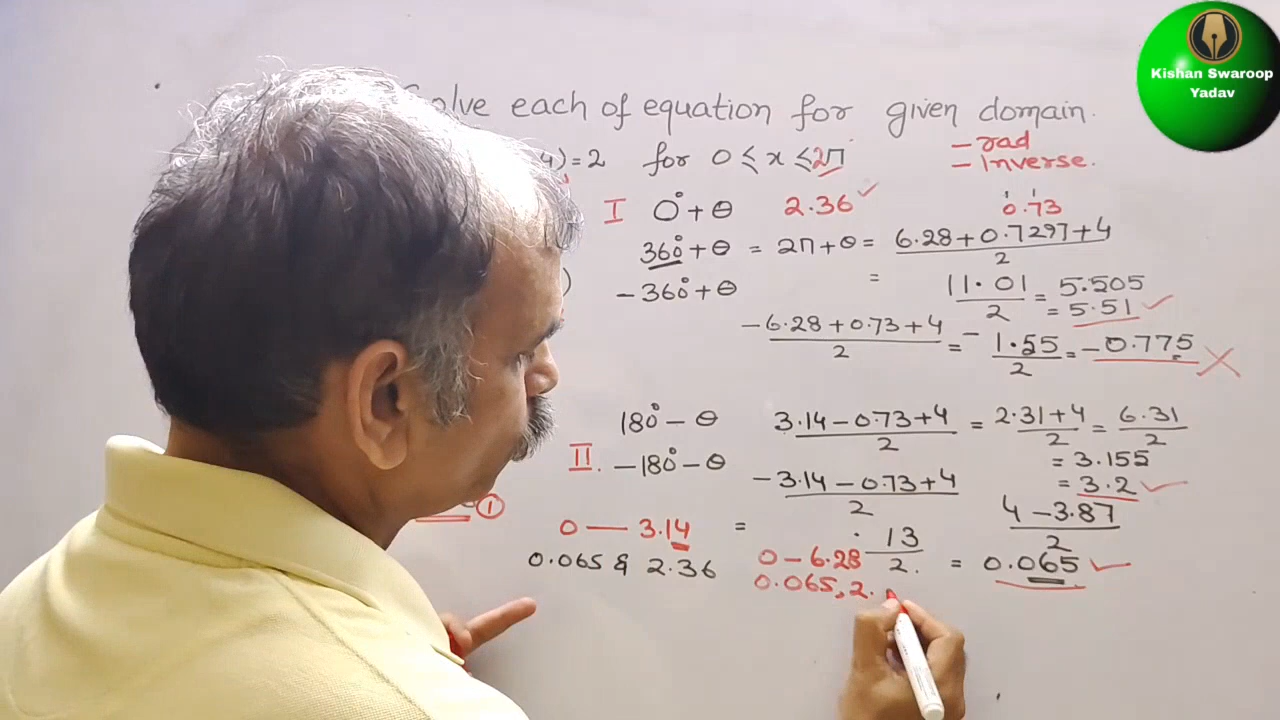 Kishan Swaroop
Yadav
Solve each of equation for given domain.
4)=2 for 0 ⩽ x ⩽ 2π
- rad
- Inverse.
I 0° + θ 2.36 ✓
0.73
360° + θ = 2π + θ = (6.28 + 0.7297 + 4)/2
- 360° + θ
= 11.01/2 = 5.505
= 5.51 ✓
(-6.28 + 0.73 + 4)/2 = - 1.55/2 = -0.775 ✗
180° - θ (3.14 - 0.73 + 4)/2 = (2.31 + 4)/2 = 6.31/2
II. - 180° - θ
= 3.155
= 3.2 ✓
(-3.14 - 0.73 + 4)/2
(4 - 3.87)/2
①
0 — 3.14 = .13/2. = 0.065 ✓
0.065 & 2.36
0 - 6.28
0.065, 2.